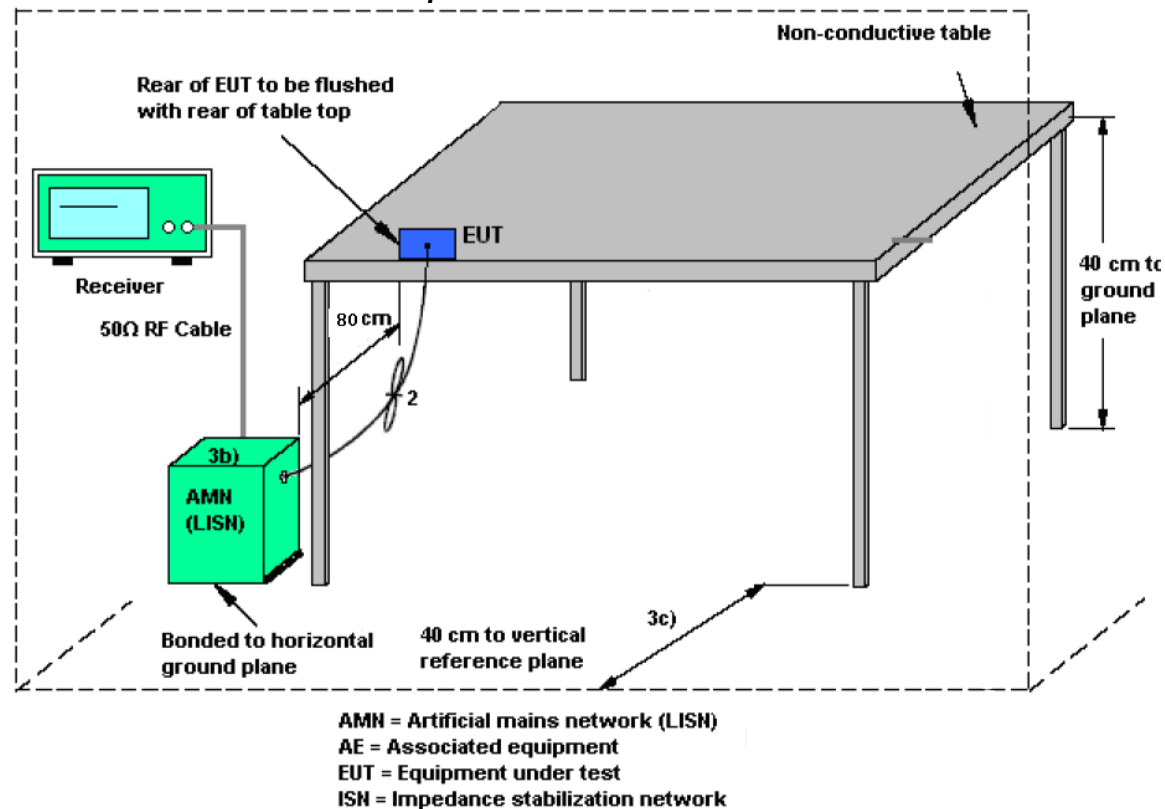 Non-conductive table
Rear of EUT to be flushed
with rear of table top
EUT
Receiver
50Ω RF Cable
80 cm
40 cm to
ground
plane
2
3b)
AMN
(LISN)
3c)
Bonded to horizontal
ground plane
40 cm to vertical
reference plane
AMN = Artificial mains network (LISN)
AE = Associated equipment
EUT = Equipment under test
ISN = Impedance stabilization network